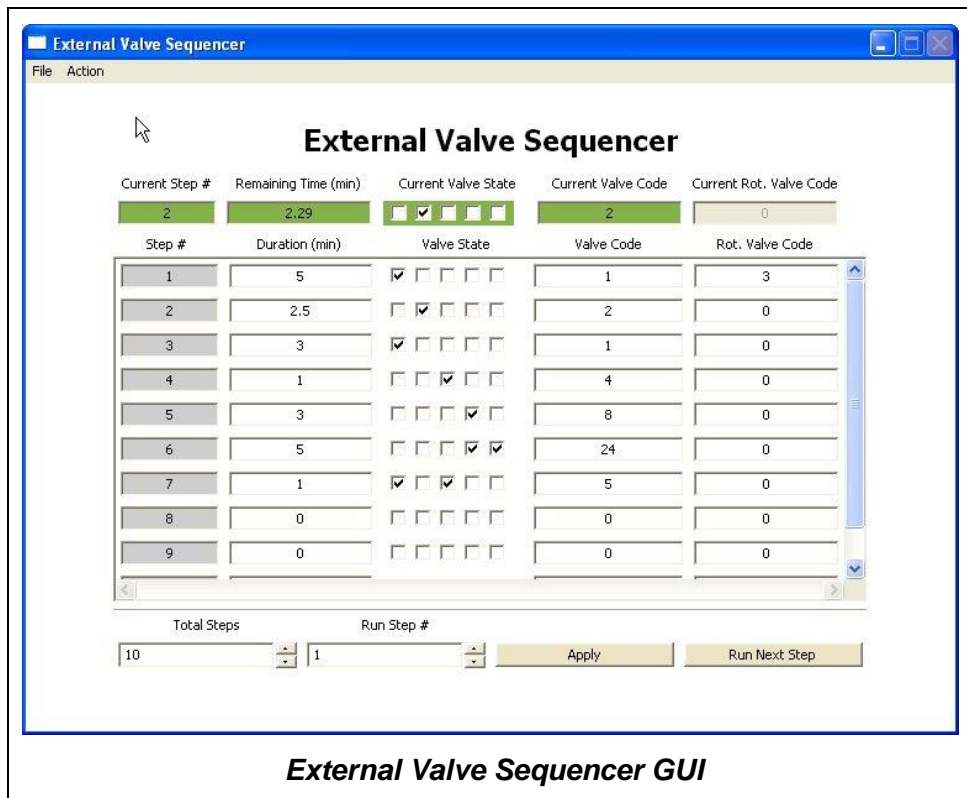 External Valve Sequencer
File Action
External Valve Sequencer
Current Step # Remaining Time (min) Current Valve State Current Valve Code Current Rot. Valve Code
2 2.29 2 0
Step # Duration (min) Valve State Valve Code Rot. Valve Code
1 5 1 3
2 2.5 2 0
3 3 1 0
4 1 4 0
5 3 8 0
6 5 24 0
7 1 5 0
8 0 0 0
9 0 0 0
Total Steps Run Step #
10 1 Apply Run Next Step
External Valve Sequencer GUI